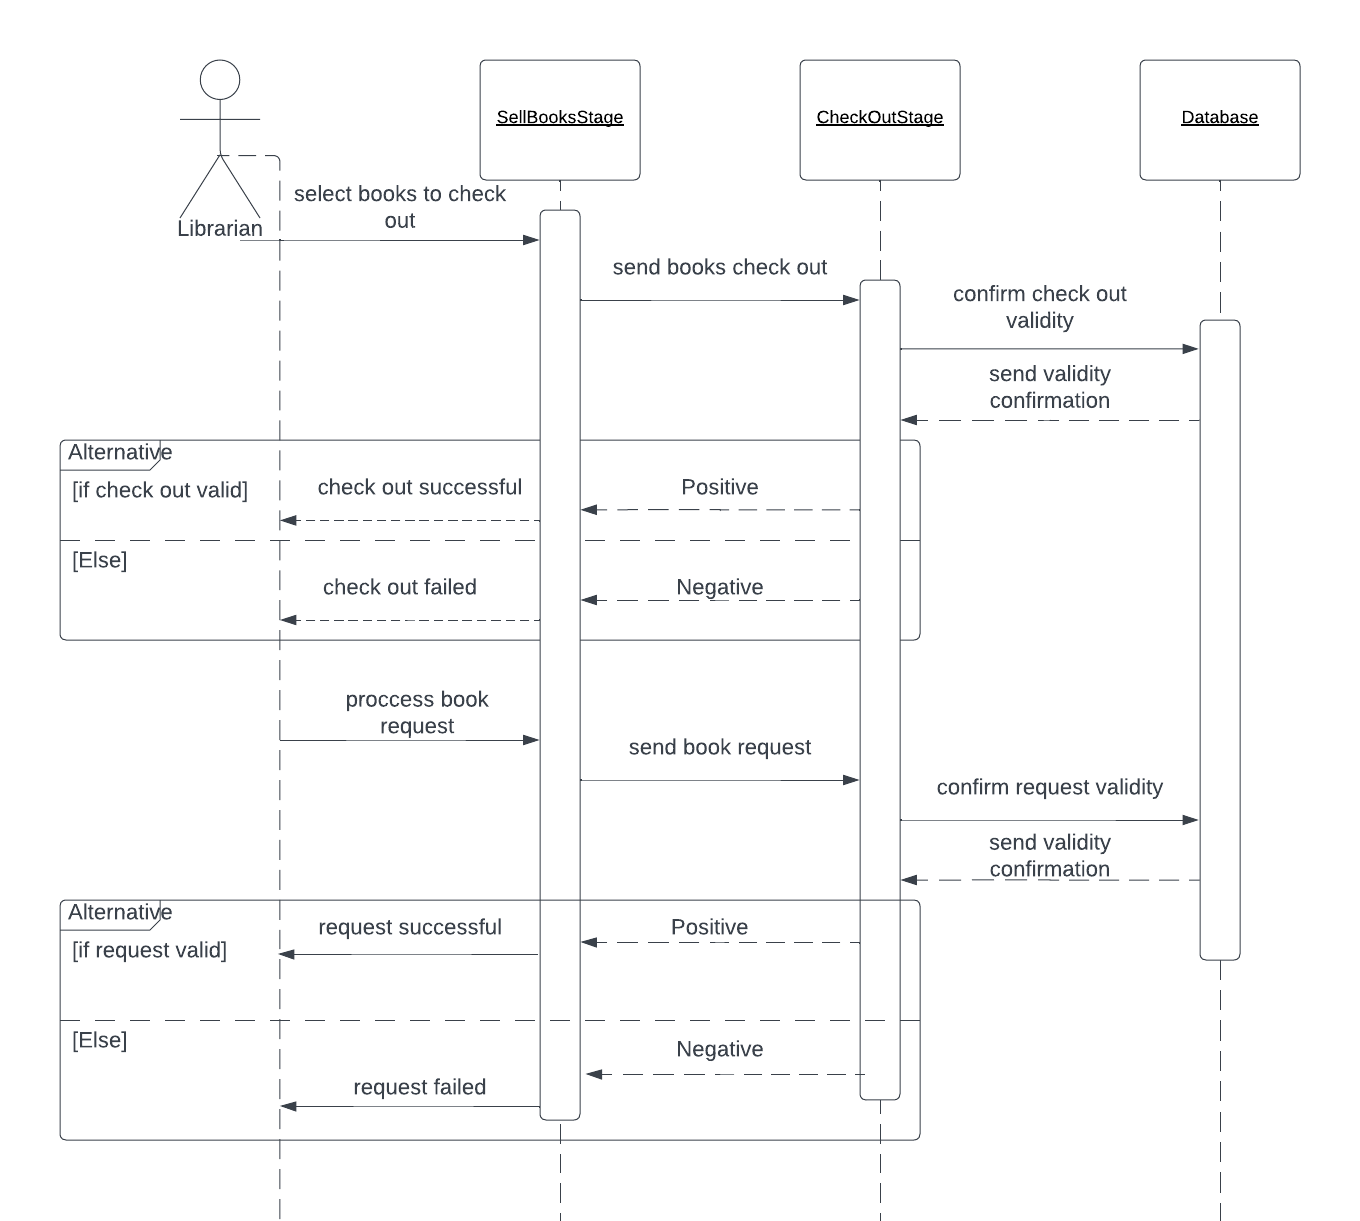 SellBooksStage
CheckOutStage
Database
Librarian
select books to check
out
send books check out
confirm check out
validity
send validity
confirmation
Alternative
[if check out valid]
check out successful
Positive
[Else]
check out failed
Negative
proccess book
request
send book request
confirm request validity
send validity
confirmation
Alternative
[if request valid]
request successful
Positive
[Else]
Negative
request failed